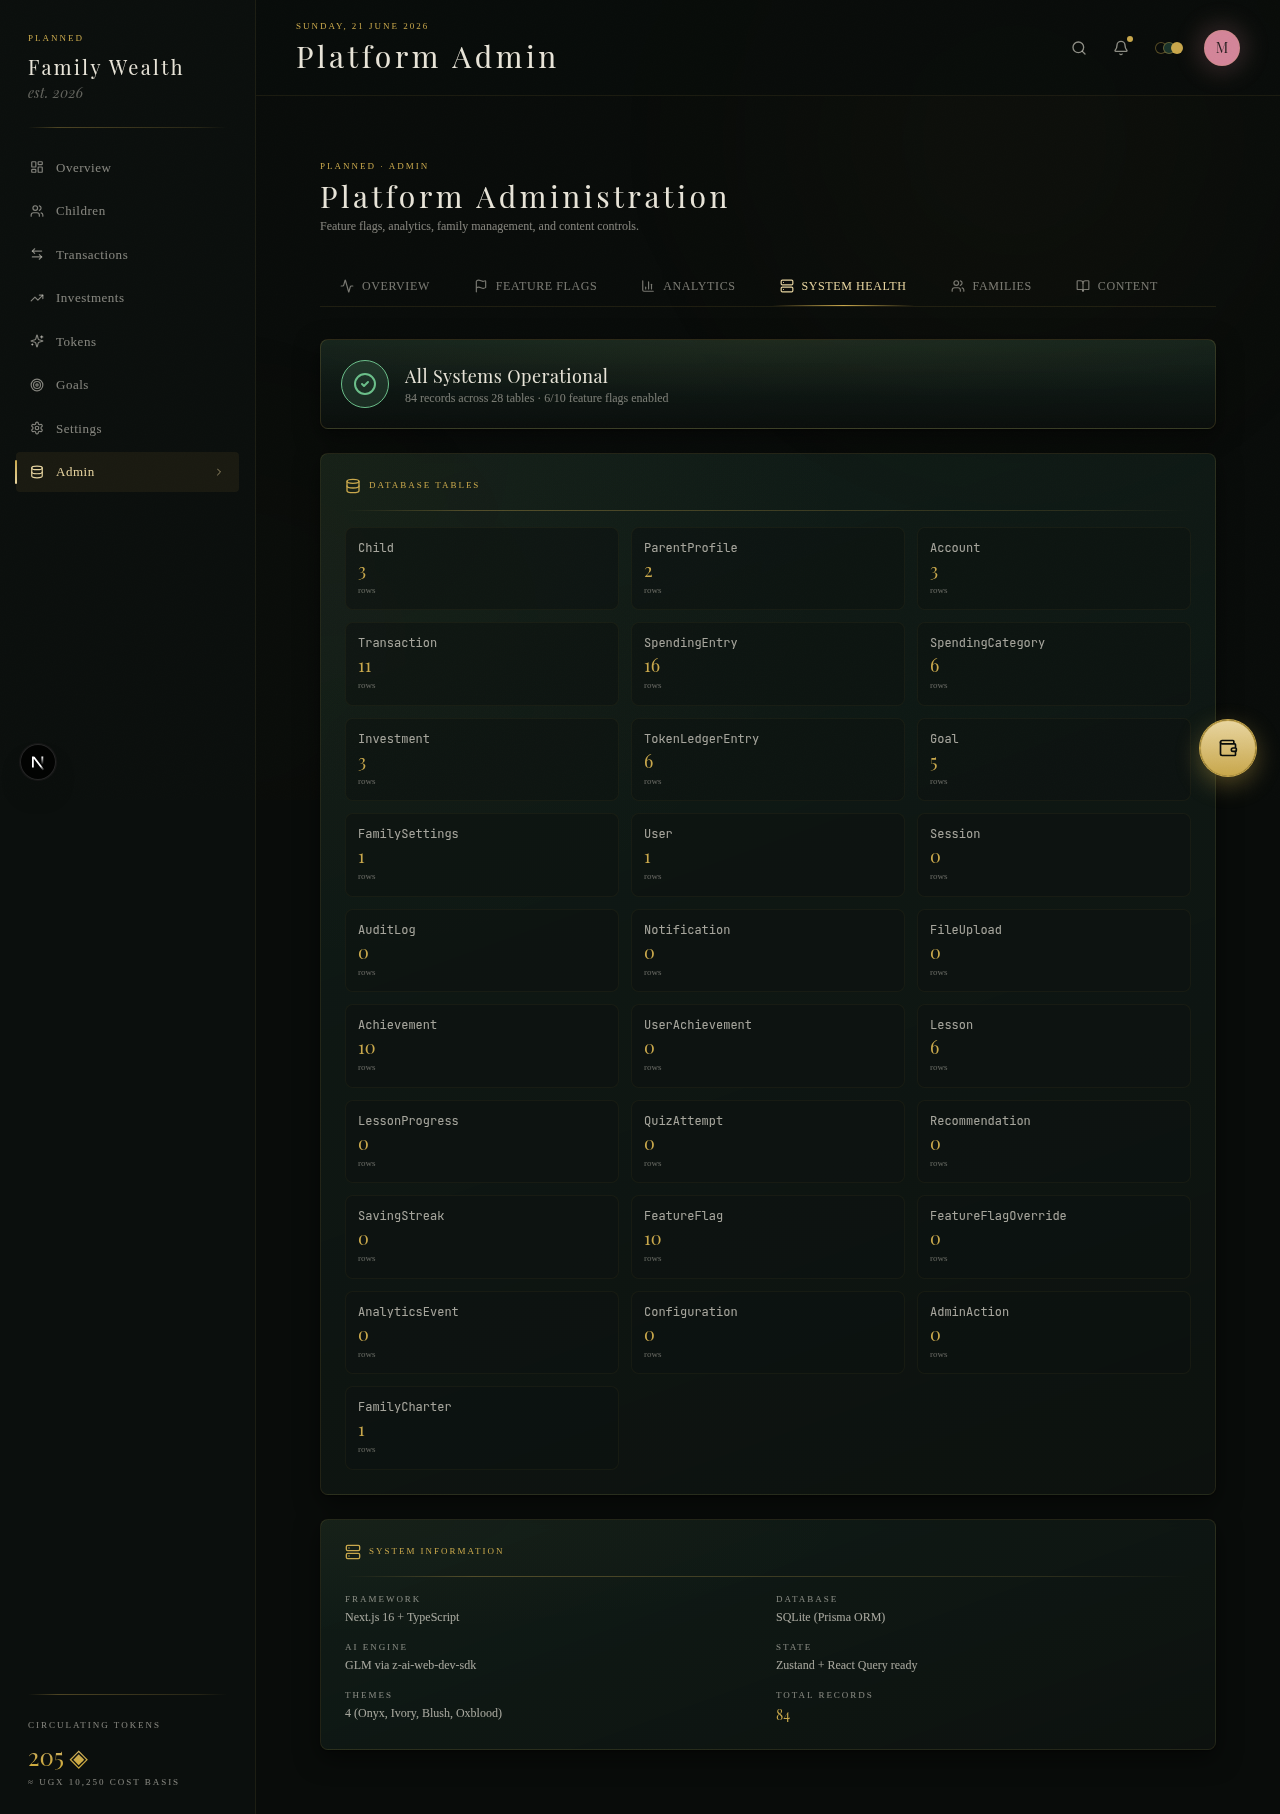 PLANNED
Family Wealth
est. 2026
Overview
Children
Transactions
Investments
Tokens
Goals
Settings
Admin
CIRCULATING TOKENS
205 ◈
≈ UGX 10,250 COST BASIS
SUNDAY, 21 JUNE 2026
Platform Admin
M
PLANNED · ADMIN
Platform Administration
Feature flags, analytics, family management, and content controls.
OVERVIEW FEATURE FLAGS ANALYTICS SYSTEM HEALTH FAMILIES CONTENT
All Systems Operational
84 records across 28 tables · 6/10 feature flags enabled
DATABASE TABLES
Child
3
rows
ParentProfile
2
rows
Account
3
rows
Transaction
11
rows
SpendingEntry
16
rows
SpendingCategory
6
rows
Investment
3
rows
TokenLedgerEntry
6
rows
Goal
5
rows
FamilySettings
1
rows
User
1
rows
Session
0
rows
AuditLog
0
rows
Notification
0
rows
FileUpload
0
rows
Achievement
10
rows
UserAchievement
0
rows
Lesson
6
rows
LessonProgress
0
rows
QuizAttempt
0
rows
Recommendation
0
rows
SavingStreak
0
rows
FeatureFlag
10
rows
FeatureFlagOverride
0
rows
AnalyticsEvent
0
rows
Configuration
0
rows
AdminAction
0
rows
FamilyCharter
1
rows
SYSTEM INFORMATION
FRAMEWORK
Next.js 16 + TypeScript
DATABASE
SQLite (Prisma ORM)
AI ENGINE
GLM via z-ai-web-dev-sdk
STATE
Zustand + React Query ready
THEMES
4 (Onyx, Ivory, Blush, Oxblood)
TOTAL RECORDS
84
N